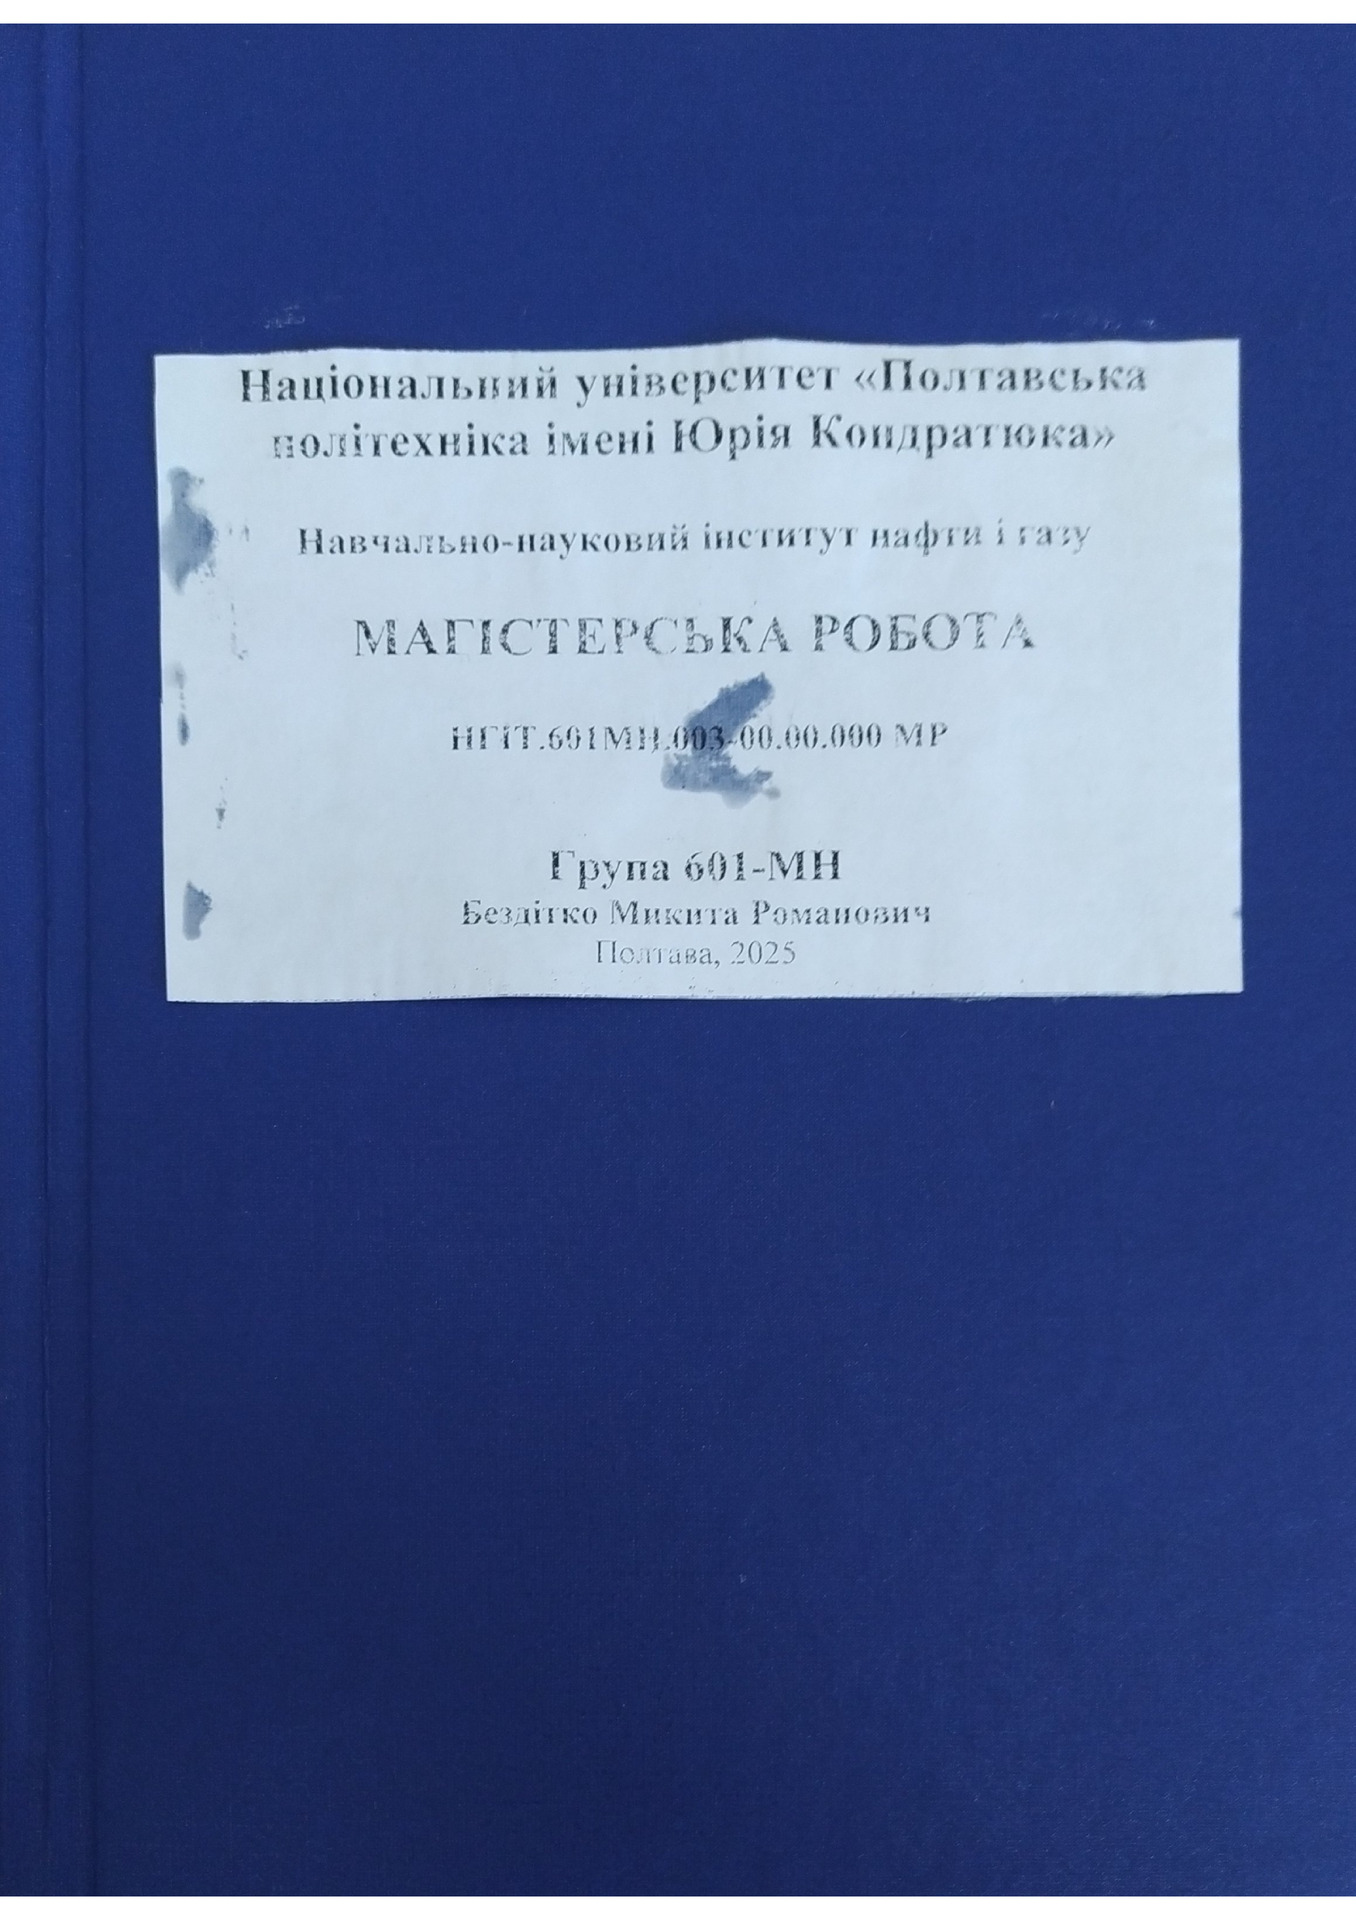 Національний університет «Полтавська
політехніка імені Юрія Кондратюка»
Навчально-науковий інститут нафти і газу
МАГІСТЕРСЬКА РОБОТА
НГІТ.601МН.003-00.00.000 МР
Група 601-МН
Бездітко Микита Романович
Полтава, 2025